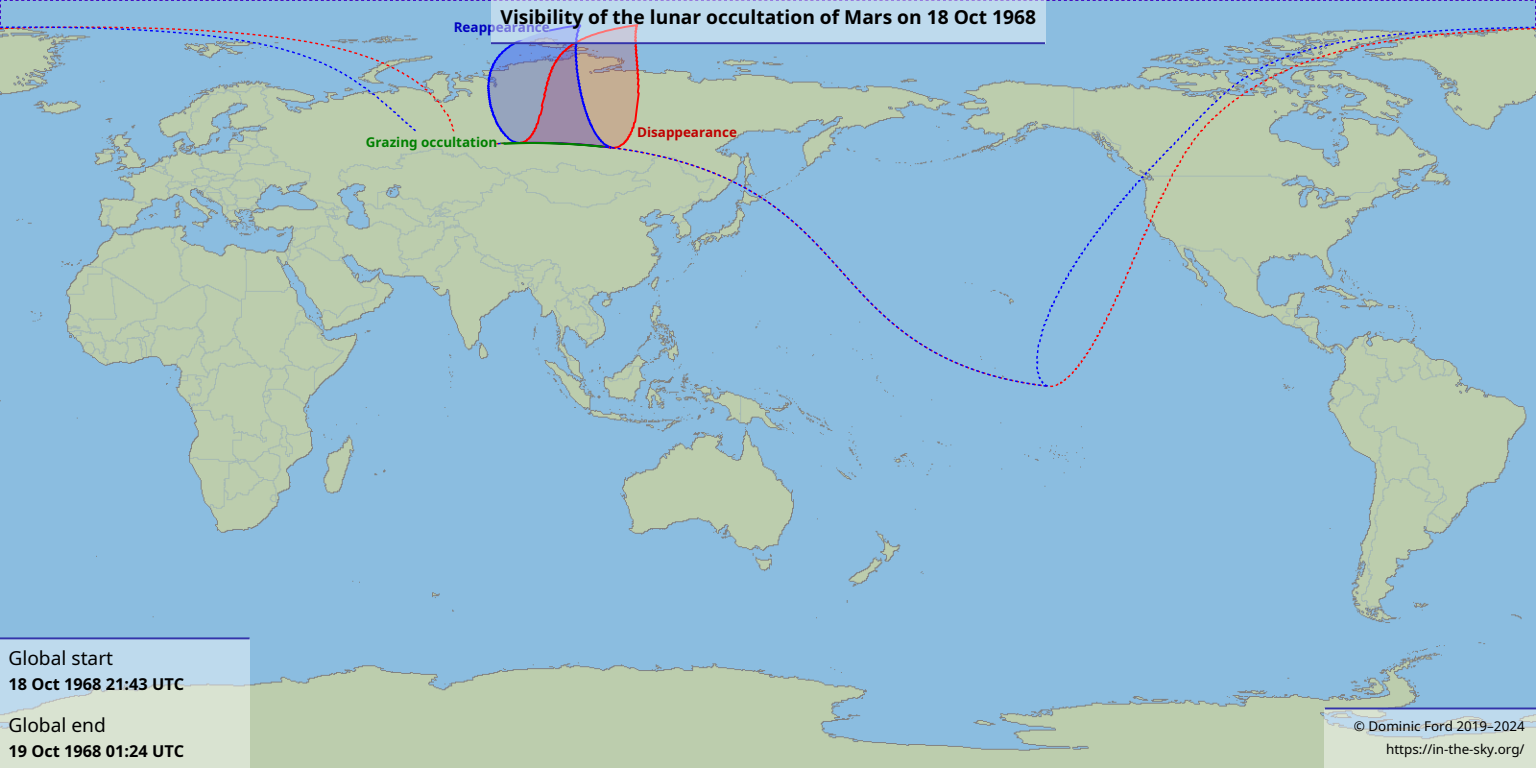 Visibility of the lunar occultation of Mars on 18 Oct 1968
Reappearance
Disappearance
Grazing occultation
Global start
18 Oct 1968 21:43 UTC
Global end
19 Oct 1968 01:24 UTC
© Dominic Ford 2019–2024
https://in-the-sky.org/